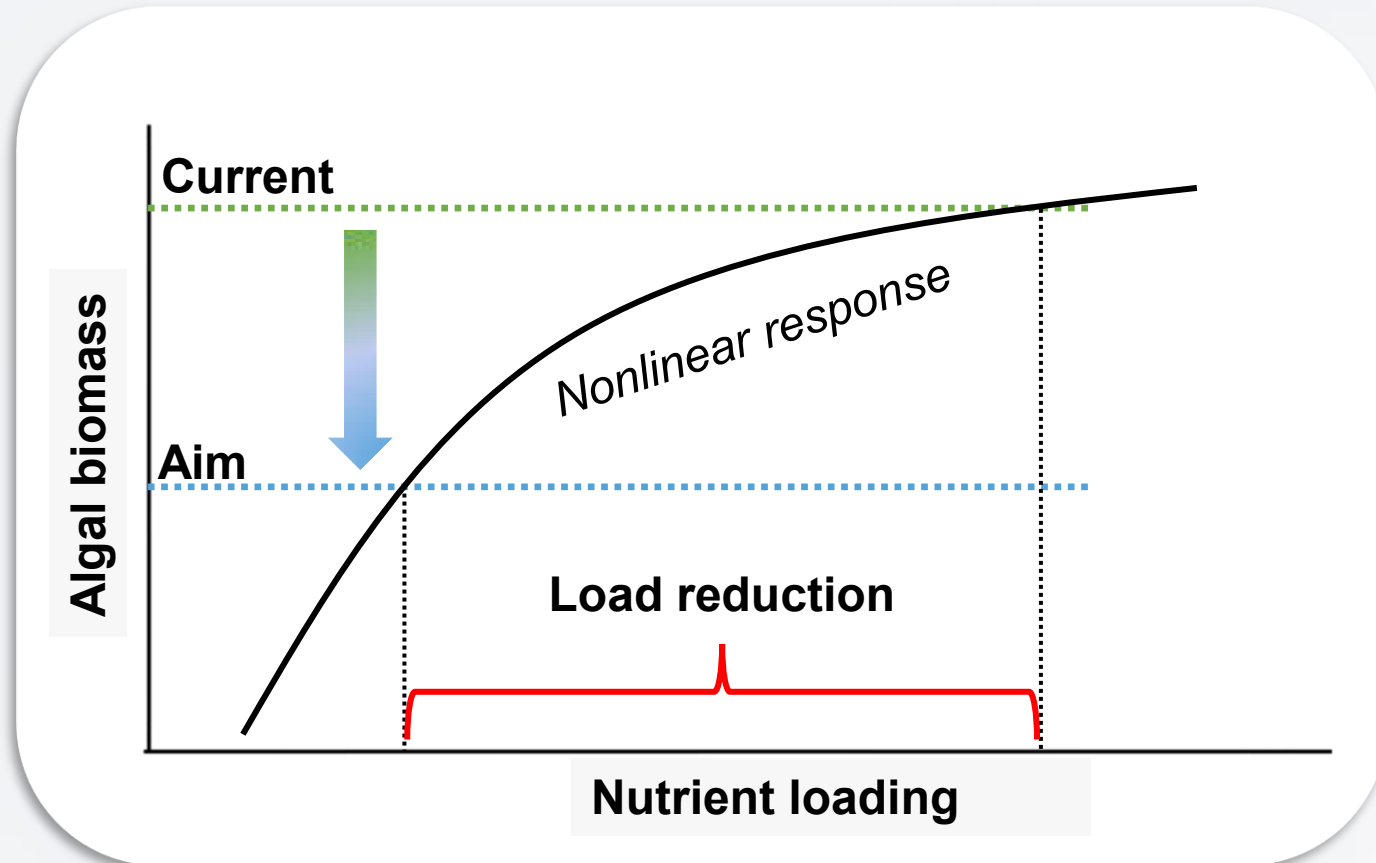 Current
Nonlinear response
Aim
Algal biomass
Load reduction
Nutrient loading